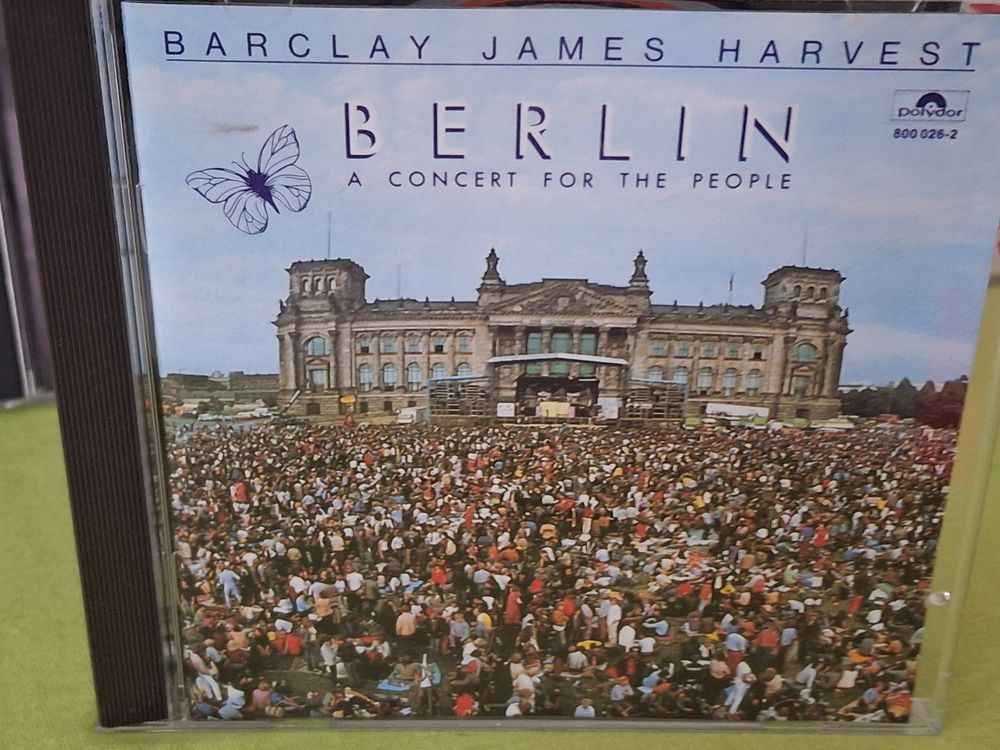 BARCLAY JAMES HARVEST
BERLIN
A CONCERT FOR THE PEOPLE
polydor
800 026-2